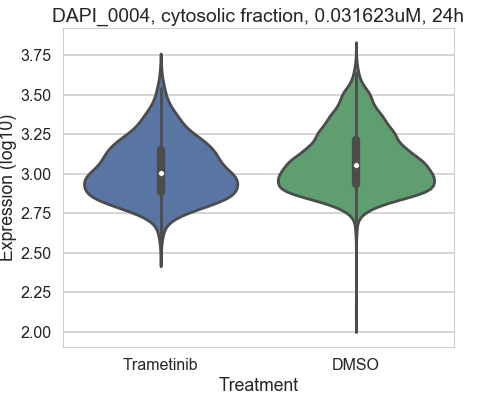 DAPI_0004, cytosolic fraction, 0.031623uM, 24h
Expression (log10)
3.75
3.50
3.25
3.00
2.75
2.50
2.25
2.00
Trametinib
DMSO
Treatment